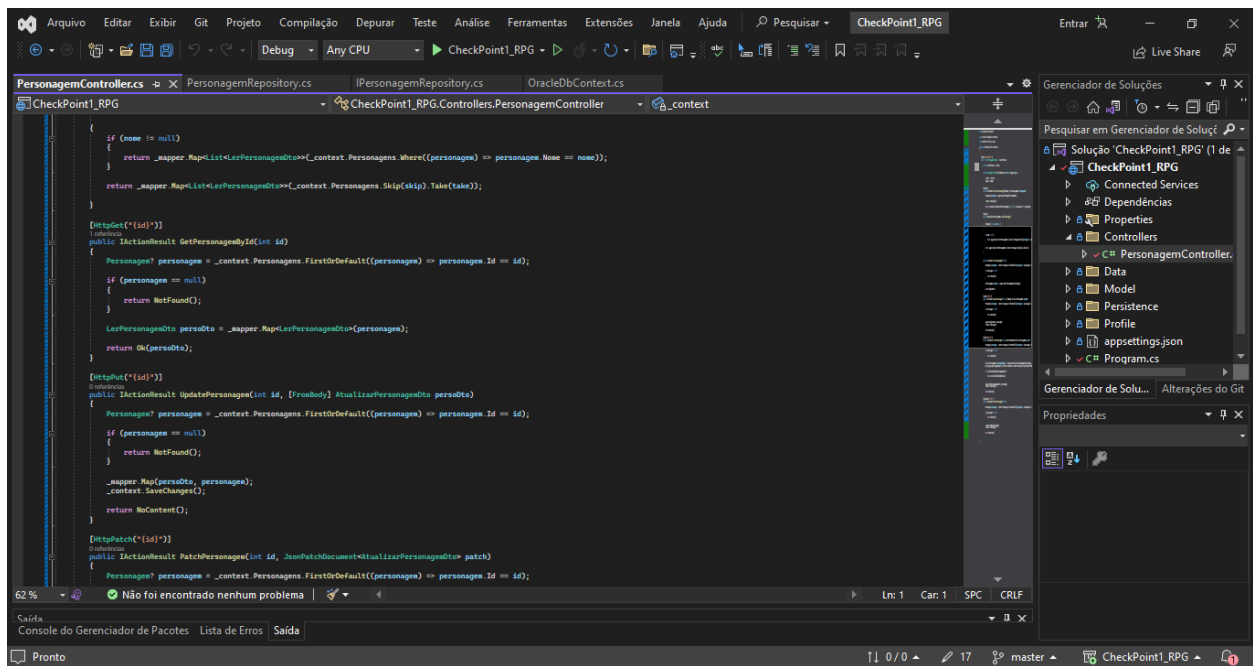 Arquivo Editar Exibir Git Projeto Compilação Depurar Teste Análise Ferramentas Extensões Janela Ajuda Pesquisar CheckPoint1_RPG Entrar
Debug Any CPU CheckPoint1_RPG Live Share
PersonagemController.cs PersonagemRepository.cs IPersonagemRepository.cs OracleDbContext.cs
CheckPoint1_RPG CheckPoint1_RPG.Controllers.PersonagemController _context
{
if (nome != null)
{
return _mapper.Map<List<LerPersonagemDto>>(_context.Personagens.Where((personagem) => personagem.Nome == nome));
}
return _mapper.Map<List<LerPersonagemDto>>(_context.Personagens.Skip(skip).Take(take));
}
[HttpGet("{id}")]
1 referência
public IActionResult GetPersonagemById(int id)
{
Personagem? personagem = _context.Personagens.FirstOrDefault((personagem) => personagem.Id == id);
if (personagem == null)
{
return NotFound();
}
LerPersonagemDto persoDto = _mapper.Map<LerPersonagemDto>(personagem);
return Ok(persoDto);
}
[HttpPut("{id}")]
0 referências
public IActionResult UpdatePersonagem(int id, [FromBody] AtualizarPersonagemDto persoDto)
{
Personagem? personagem = _context.Personagens.FirstOrDefault((personagem) => personagem.Id == id);
if (personagem == null)
{
return NotFound();
}
_mapper.Map(persoDto, personagem);
_context.SaveChanges();
return NoContent();
}
[HttpPatch("{id}")]
0 referências
public IActionResult PatchPersonagem(int id, JsonPatchDocument<AtualizarPersonagemDto> patch)
{
Personagem? personagem = _context.Personagens.FirstOrDefault((personagem) => personagem.Id == id);
62 % Não foi encontrado nenhum problema Ln: 1 Car: 1 SPC CRLF
Saída
Console do Gerenciador de Pacotes Lista de Erros Saída
Gerenciador de Soluções
Pesquisar em Gerenciador de Soluçõ
Solução 'CheckPoint1_RPG' (1 de
CheckPoint1_RPG
Connected Services
Dependências
Properties
Controllers
C# PersonagemController.
Data
Model
Persistence
Profile
appsettings.json
C# Program.cs
Gerenciador de Solu... Alterações do Git
Propriedades
Pronto 0 / 0 17 master CheckPoint1_RPG 1